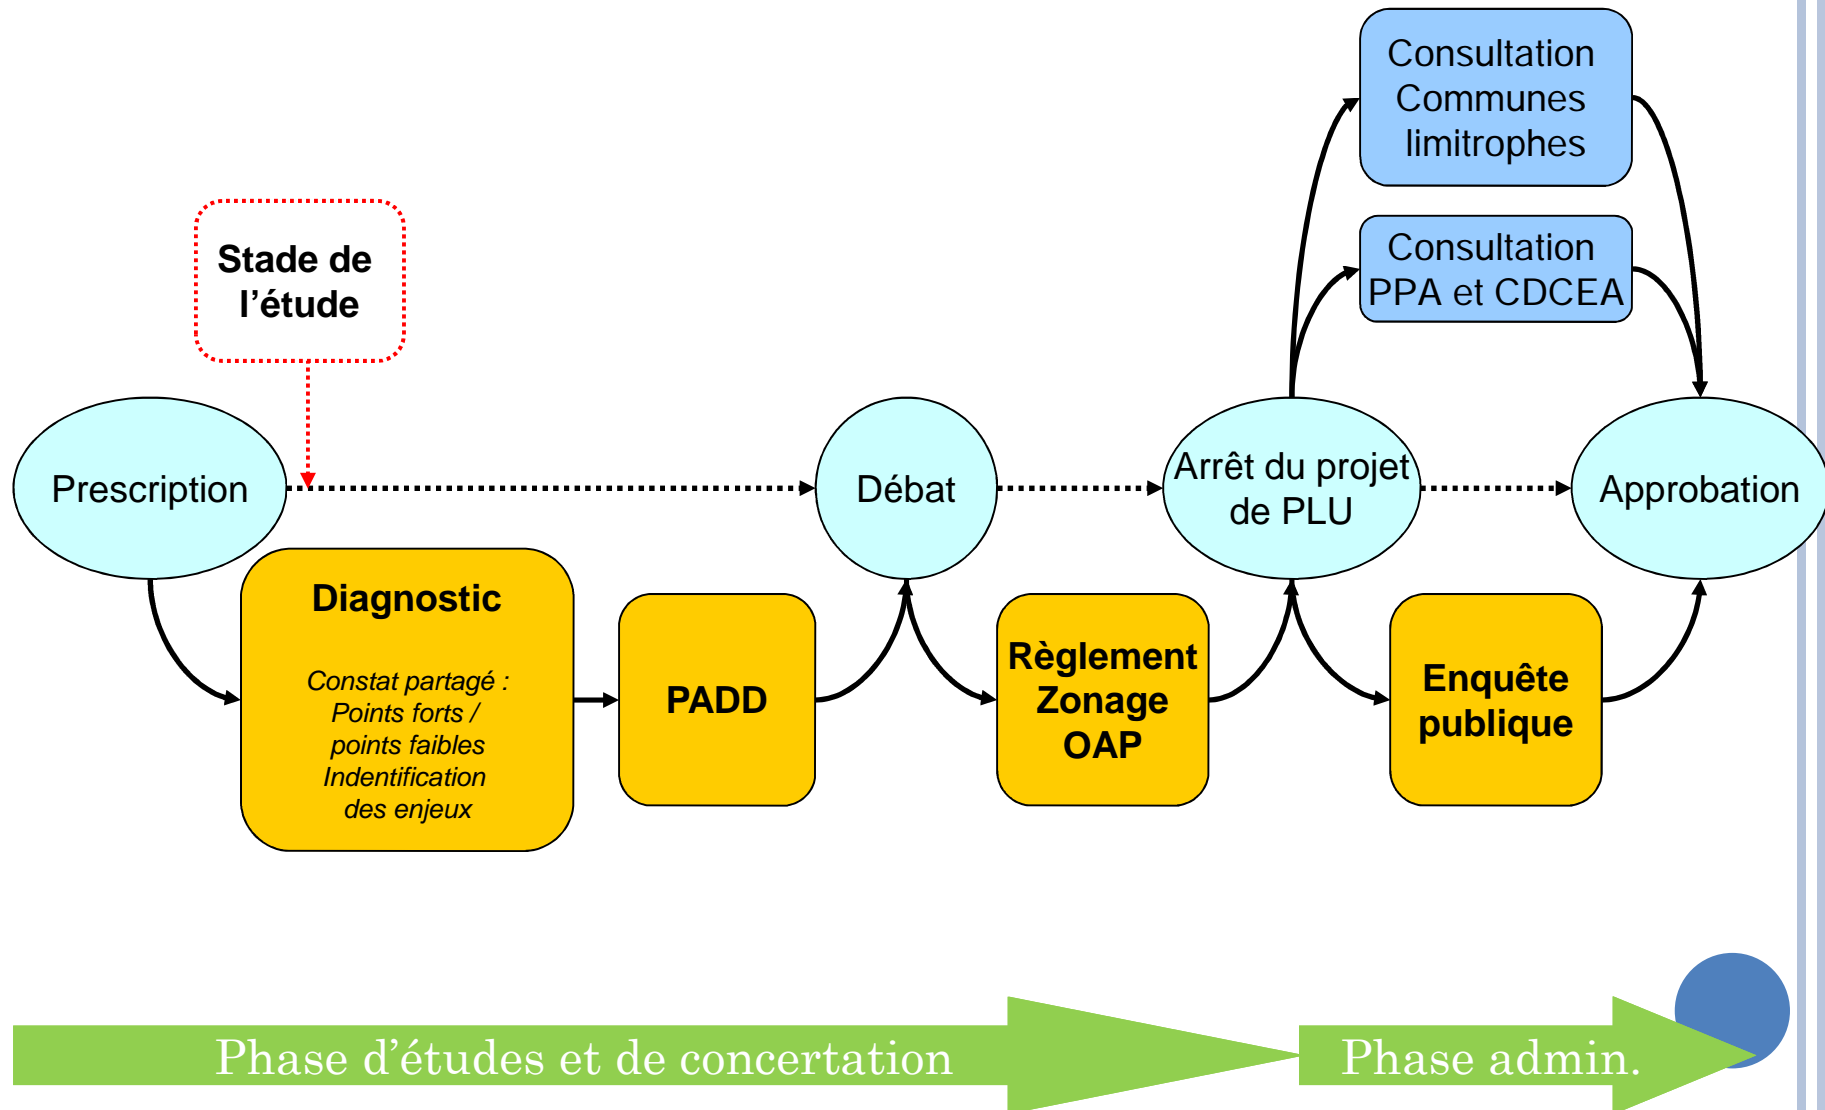 Consultation
Communes
limitrophes
Consultation
PPA et CDCEA
Stade de
l’étude
Prescription
Débat
Arrêt du projet
de PLU
Approbation
Diagnostic
Constat partagé :
Points forts /
points faibles
Indentification
des enjeux
PADD
Règlement
Zonage
OAP
Enquête
publique
Phase d’études et de concertation
Phase admin.